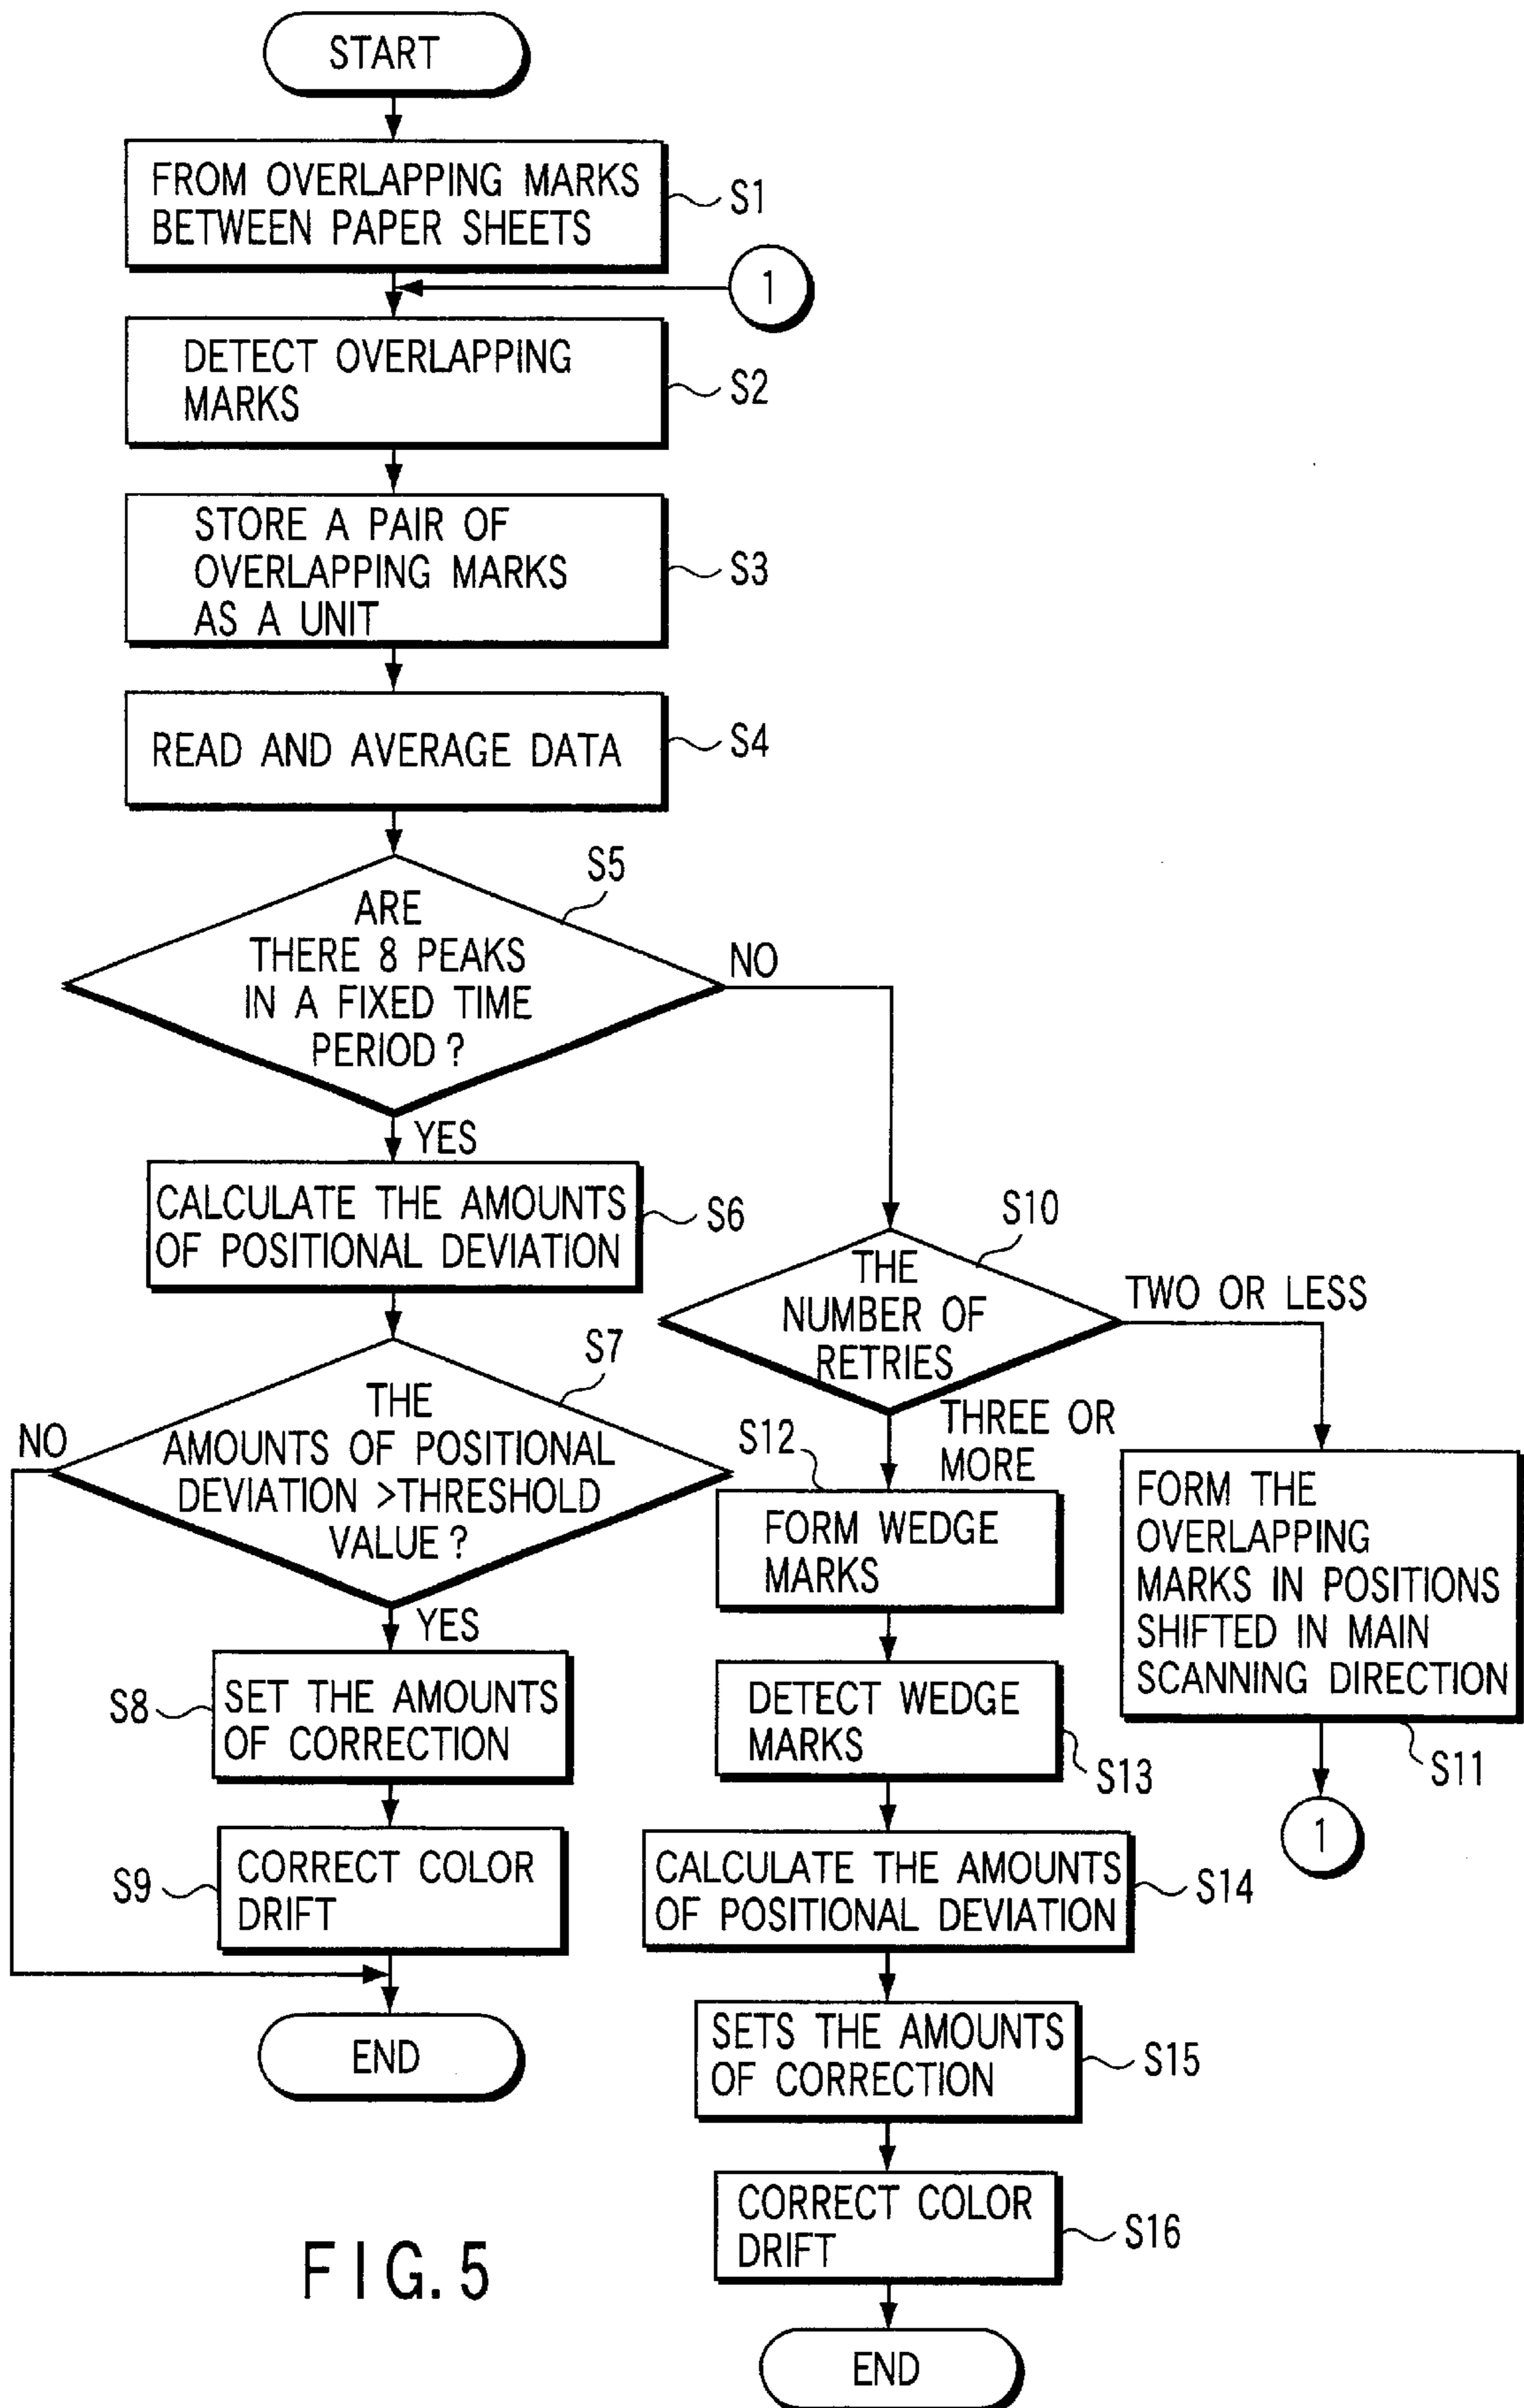 START
FROM OVERLAPPING MARKS
BETWEEN PAPER SHEETS
S1
1
DETECT OVERLAPPING
MARKS
S2
STORE A PAIR OF
OVERLAPPING MARKS
AS A UNIT
S3
READ AND AVERAGE DATA
S4
S5
ARE
THERE 8 PEAKS
IN A FIXED TIME
PERIOD?
NO
YES
CALCULATE THE AMOUNTS
OF POSITIONAL DEVIATION
S6
S7
THE
AMOUNTS OF POSITIONAL
DEVIATION >THRESHOLD
VALUE?
NO
YES
S8
SET THE AMOUNTS
OF CORRECTION
S9
CORRECT COLOR
DRIFT
END
S10
THE
NUMBER OF
RETRIES
TWO OR LESS
THREE OR
MORE
S12
FORM WEDGE
MARKS
FORM THE
OVERLAPPING
MARKS IN POSITIONS
SHIFTED IN MAIN
SCANNING DIRECTION
S11
1
DETECT WEDGE
MARKS
S13
CALCULATE THE AMOUNTS
OF POSITIONAL DEVIATION
S14
SETS THE AMOUNTS
OF CORRECTION
S15
CORRECT COLOR
DRIFT
S16
END
FIG. 5